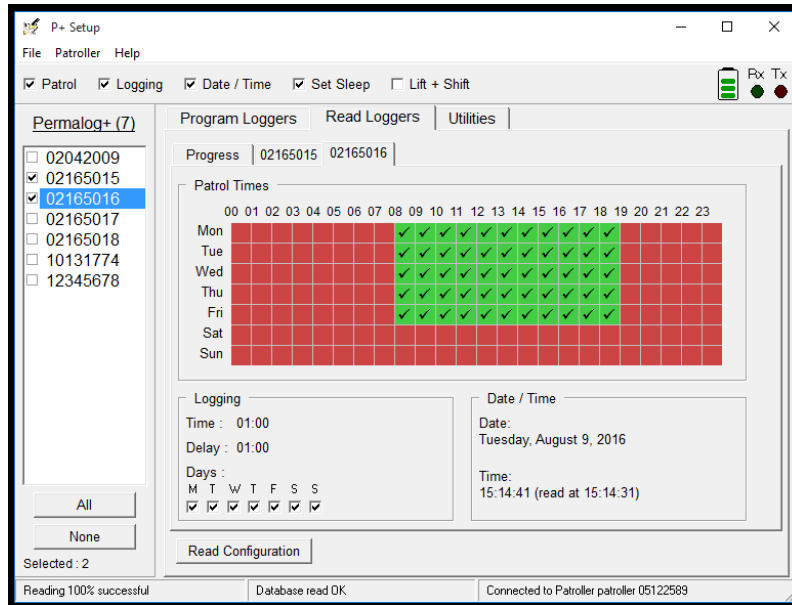 P+ Setup
File Patroller Help
Patrol Logging Date / Time Set Sleep Lift + Shift Rx Tx
Permalog+ (7)
02042009
02165015
02165016
02165017
02165018
10131774
12345678
All
None
Selected : 2
Program Loggers Read Loggers Utilities
Progress 02165015 02165016
Patrol Times
00 01 02 03 04 05 06 07 08 09 10 11 12 13 14 15 16 17 18 19 20 21 22 23
Mon
Tue
Wed
Thu
Fri
Sat
Sun
Logging
Time : 01:00
Delay : 01:00
Days :
M T W T F S S
Date / Time
Date:
Tuesday, August 9, 2016
Time:
15:14:41 (read at 15:14:31)
Read Configuration
Reading 100% successful Database read OK Connected to Patroller patroller 05122589